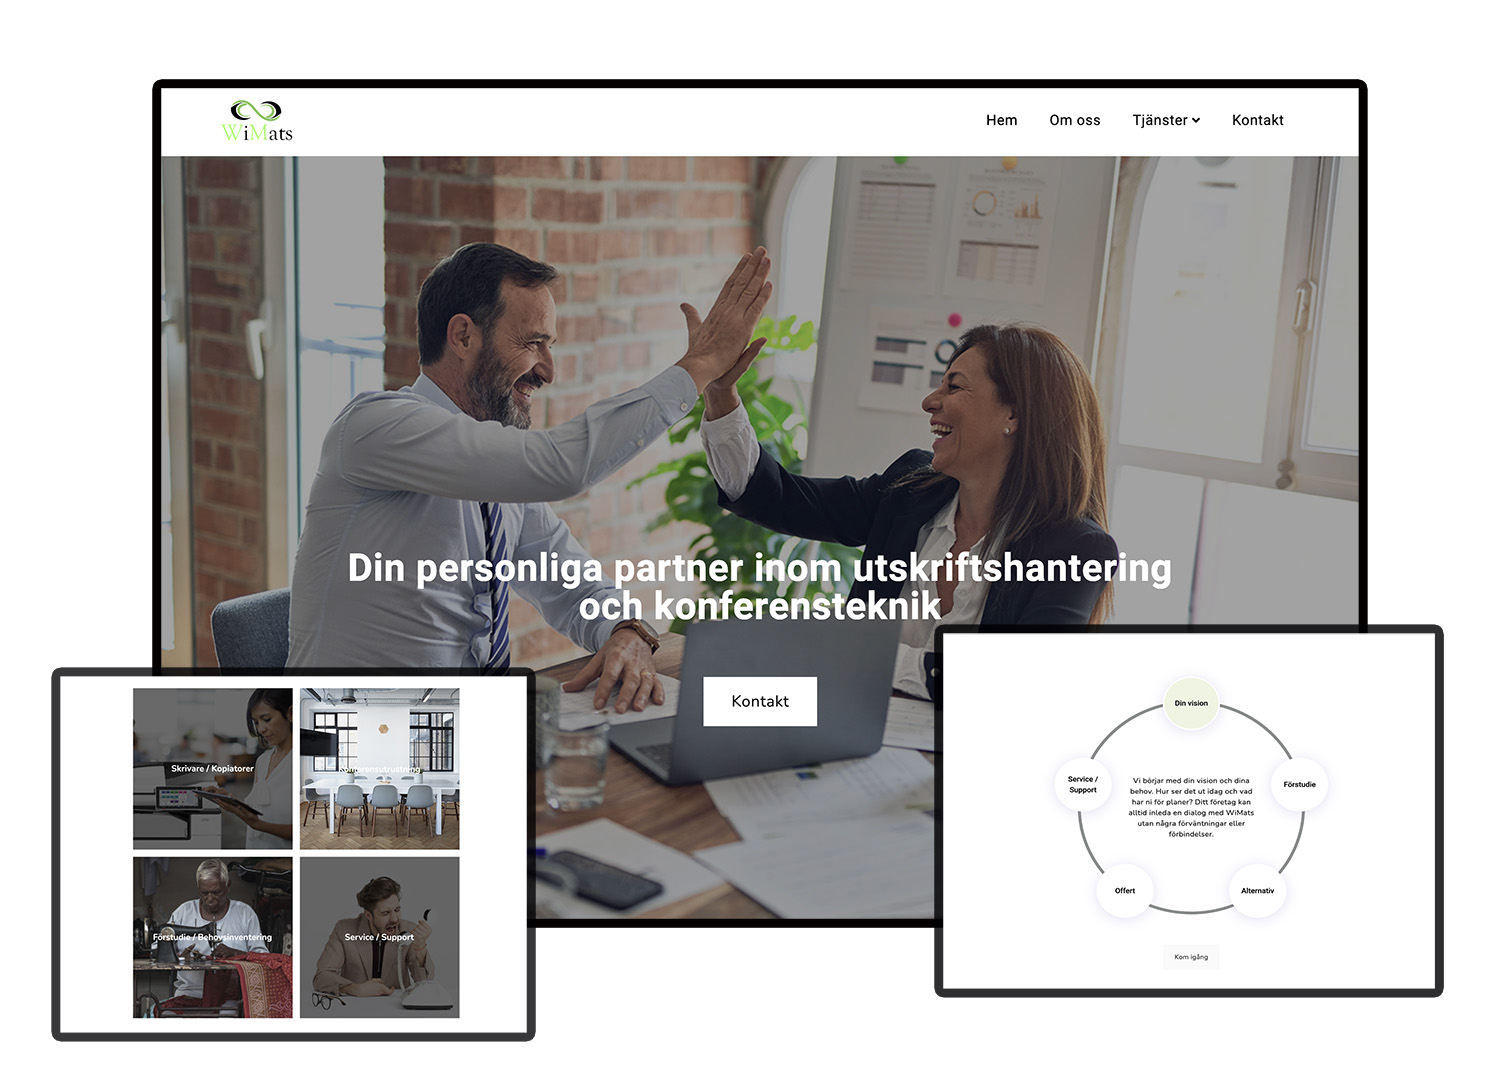 WiMats
Hem
Om oss
Tjänster
Kontakt
Din personliga partner inom utskriftshantering
och konferensteknik
Kontakt
Skrivare / Kopiatorer
Konferensutrustning
Förstudie / Behovsinventering
Service / Support
Din vision
Service /
Support
Förstudie
Vi börjar med din vision och dina
behov. Hur ser det ut idag och vad
har ni för planer? Ditt företag kan
alltid inleda en dialog med WiMats
utan några förväntningar eller
förbindelser.
Offert
Alternativ
Kom igång